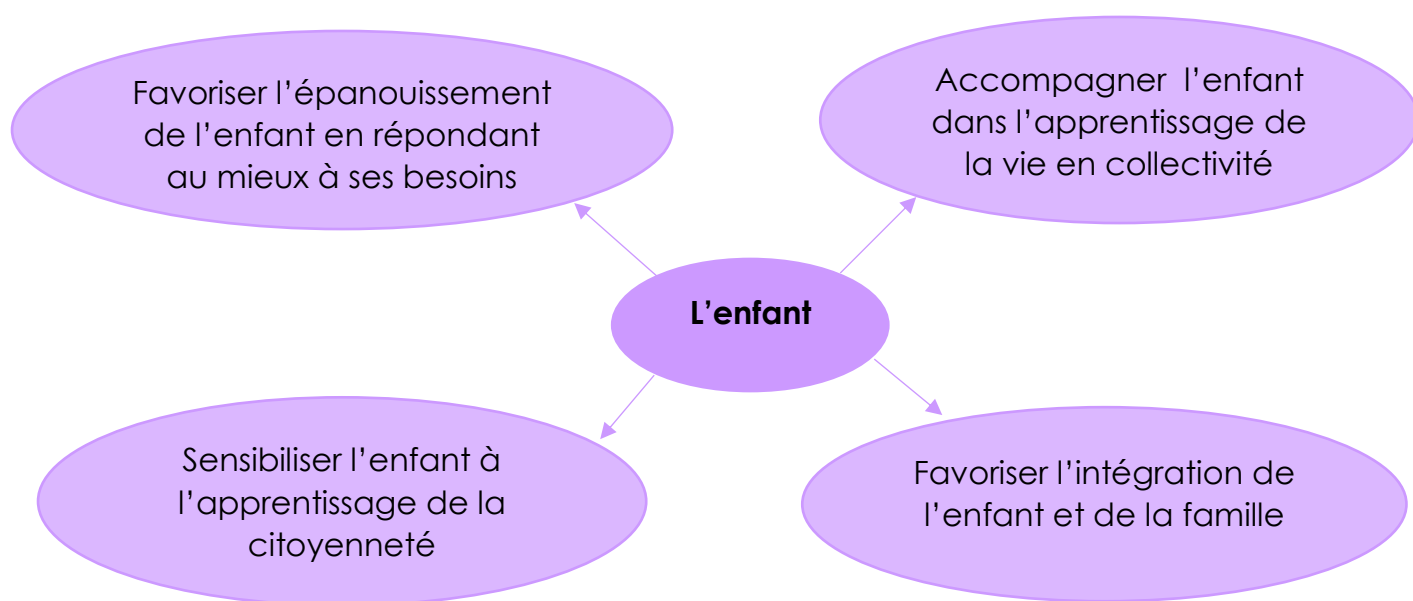 Favoriser l’épanouissement
de l’enfant en répondant
au mieux à ses besoins
Accompagner  l’enfant
dans l’apprentissage de
la vie en collectivité
L’enfant
Sensibiliser l’enfant à
l’apprentissage de la
citoyenneté
Favoriser l’intégration de
l’enfant et de la famille